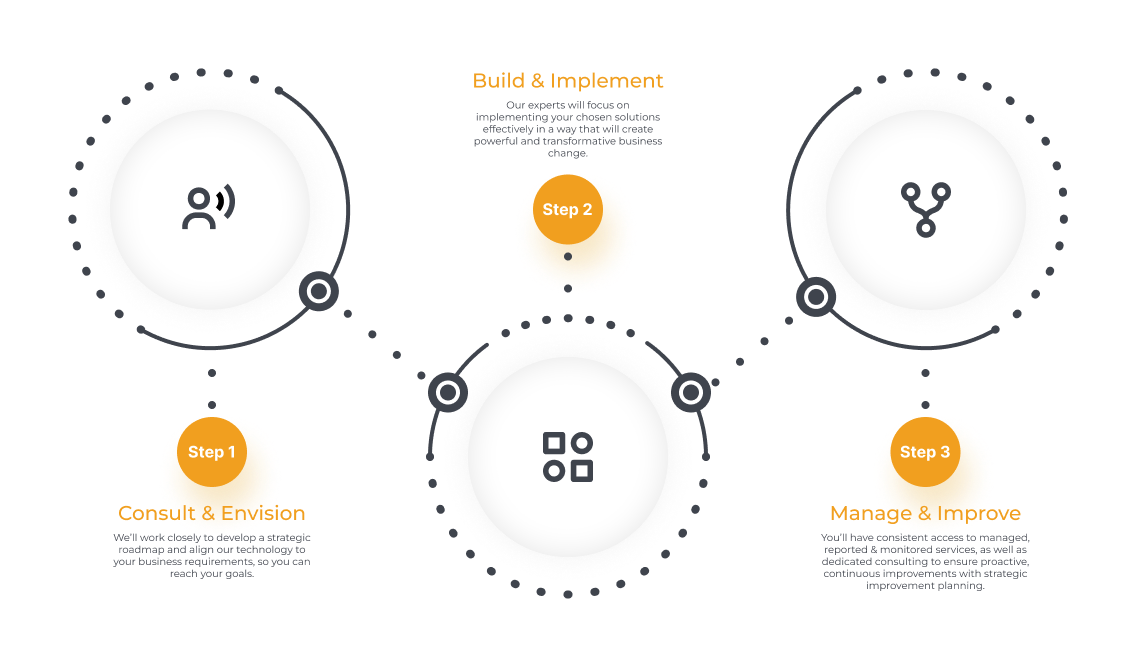 Step 1
Consult & Envision
We'll work closely to develop a strategic
roadmap and align our technology to
your business requirements, so you can
reach your goals.
Build & Implement
Our experts will focus on
implementing your chosen solutions
effectively in a way that will create
powerful and transformative business
change.
Step 2
Step 3
Manage & Improve
You'll have consistent access to managed,
reported & monitored services, as well as
dedicated consulting to ensure proactive,
continuous improvements with strategic
improvement planning.